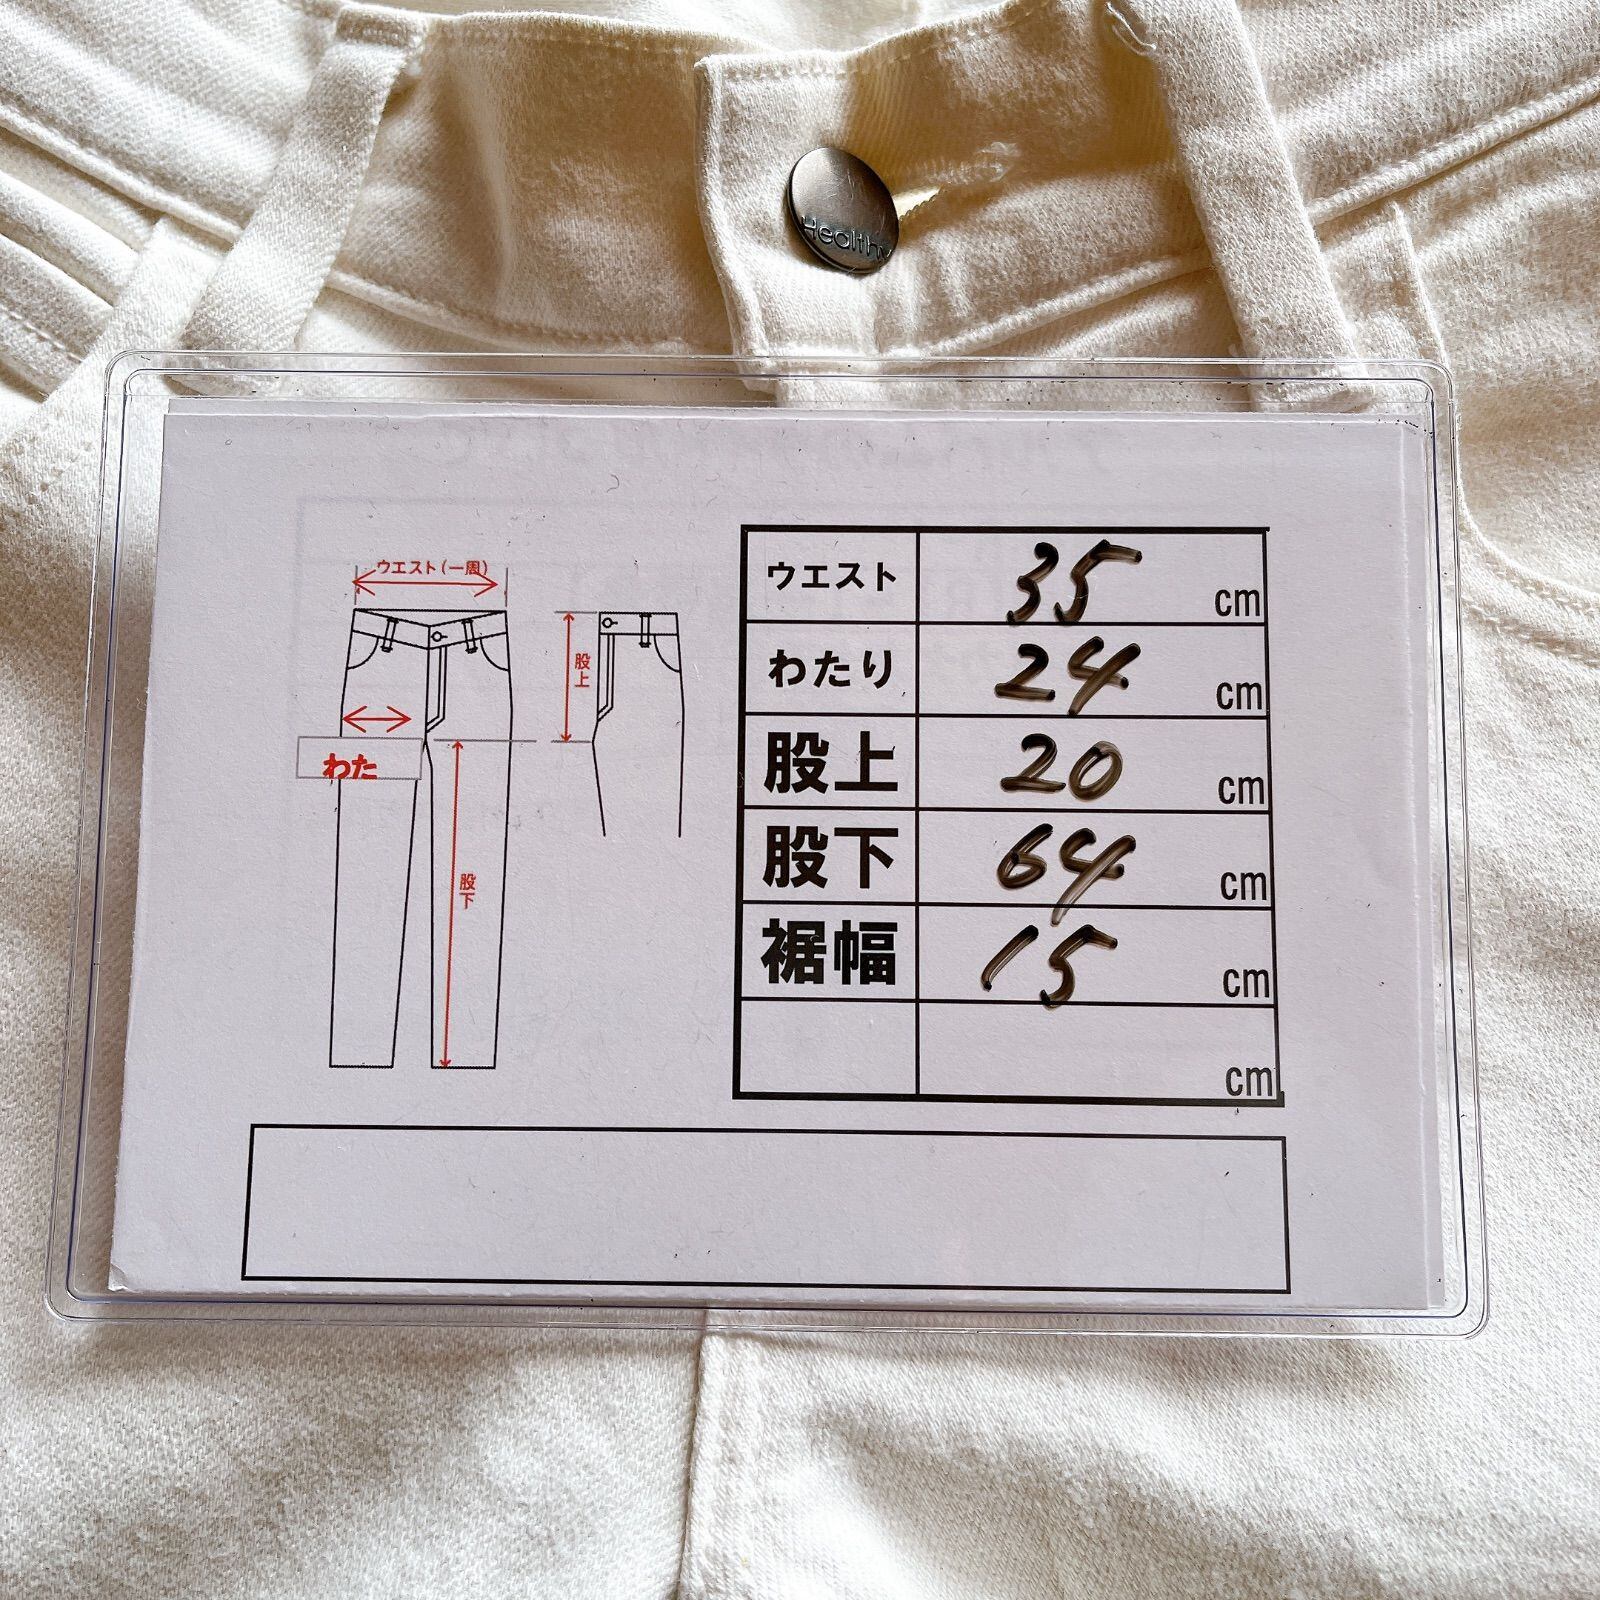 Healthy
ウエスト(一周)
股上
わた
股下
ウエスト 35 cm
わたり 24 cm
股上 20 cm
股下 64 cm
裾幅 15 cm
cm